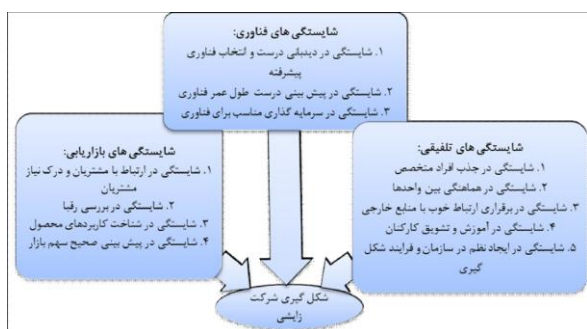 شایستگی های فناوری:
۱. شایستگی در دیدبانی درست و انتخاب فناوری
پیشرفته
۲. شایستگی در پیش بینی درست طول عمر فناوری
۳. شایستگی در سرمایه گذاری مناسب برای فناوری
شایستگی های تلفیقی:
۱. شایستگی در جذب افراد متخصص
۲. شایستگی در هماهنگی بین واحدها
۳. شایستگی در برقراری ارتباط خوب با منابع خارجی
۴. شایستگی در آموزش و تشویق کارکنان
۵. شایستگی در ایجاد نظم در سازمان و فرایند شکل
گیری
شایستگی های بازاریابی:
۱. شایستگی در ارتباط با مشتریان و درک نیاز
مشتریان
۲. شایستگی در بررسی رقبا
۳. شایستگی در شناخت کاربردهای محصول
۴. شایستگی در پیش بینی صحیح سهم بازار
شکل گیری شرکت
زایشی